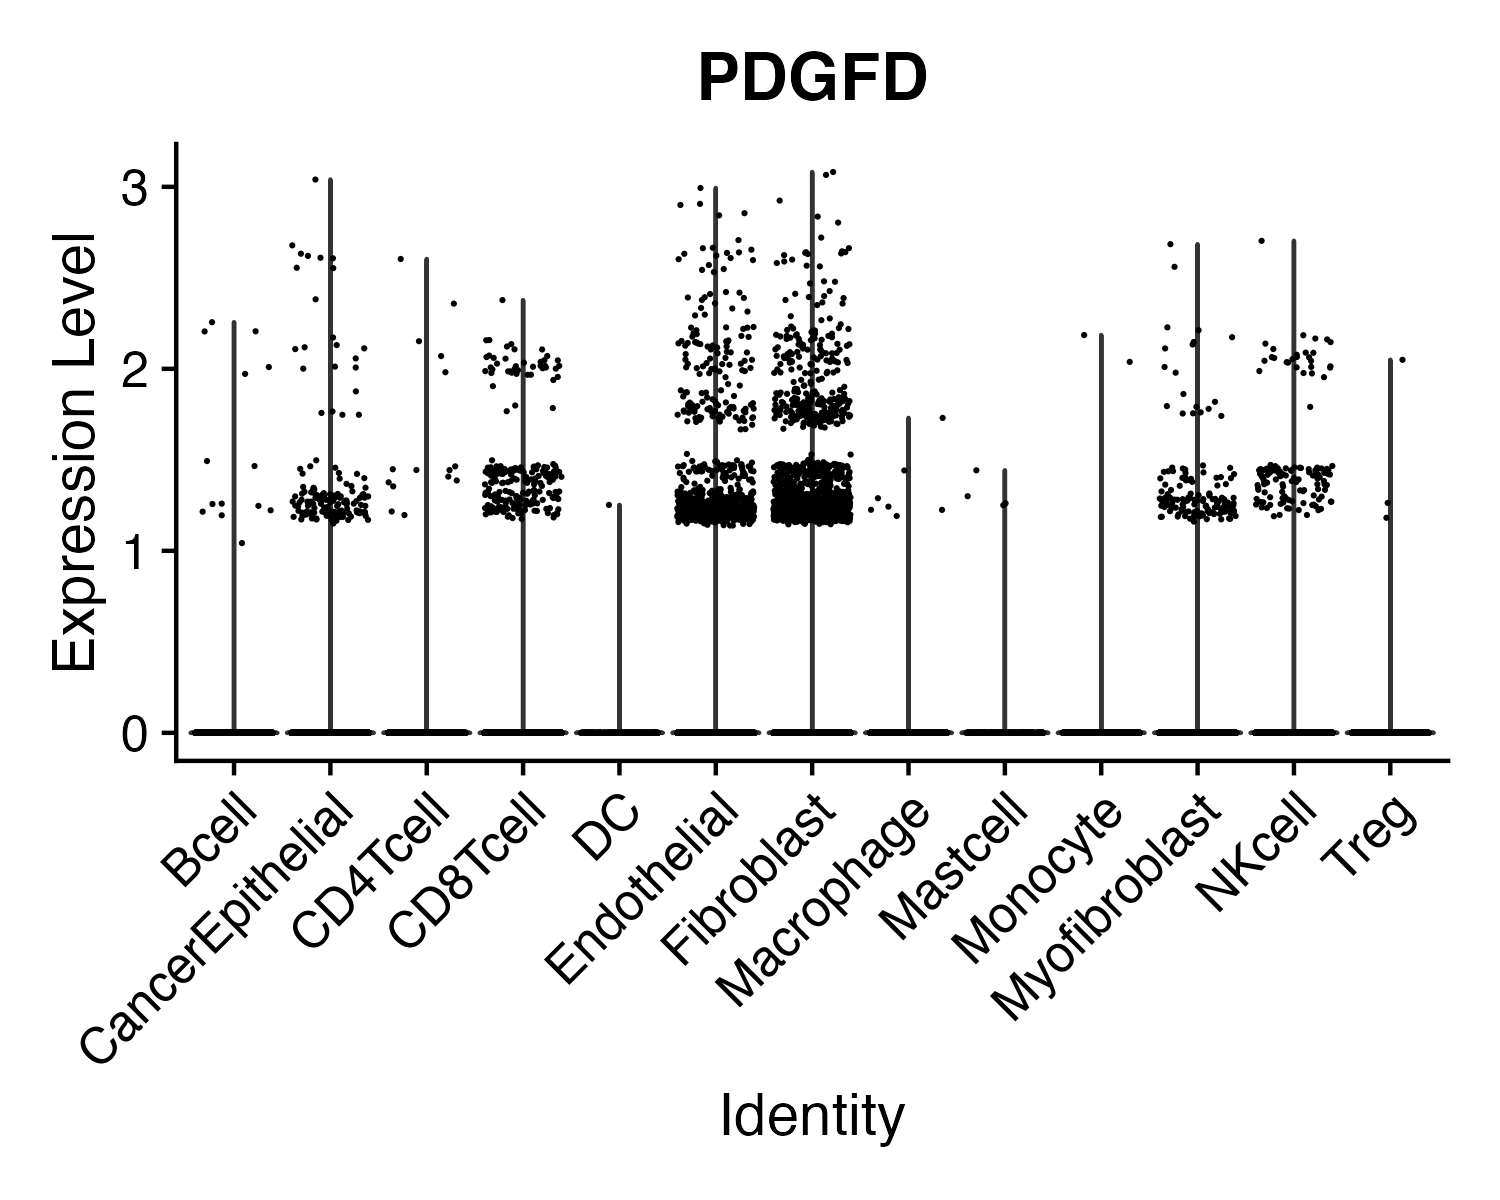 PDGFD
Expression Level
3
2
1
0
Bcell
CancerEpithelial
CD4Tcell
CD8Tcell
DC
Endothelial
Fibroblast
Macrophage
Mastcell
Monocyte
Myofibroblast
NKcell
Treg
Identity